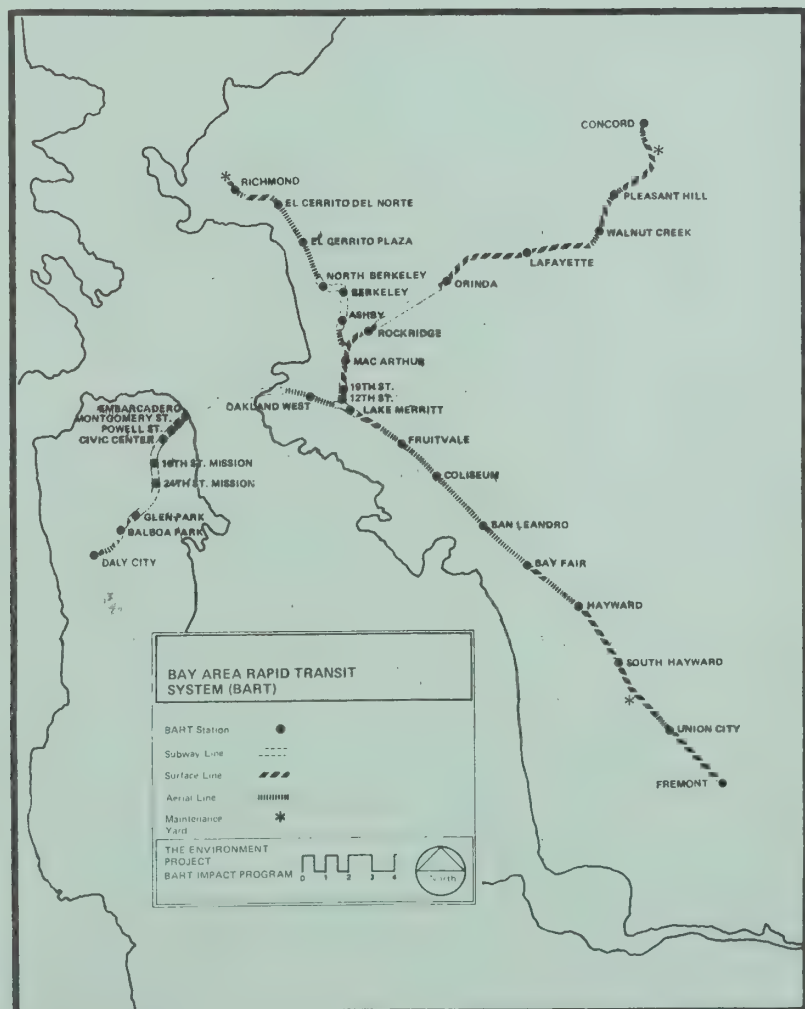 CONCORD
RICHMOND
EL CERRITO DEL NORTE
PLEASANT HILL
EL CERRITO PLAZA
WALNUT CREEK
LAFAYETTE
NORTH BERKELEY
ORINDA
BERKELEY
ASHBY
ROCKRIDGE
MAC ARTHUR
19TH ST.
12TH ST.
OAKLAND WEST
LAKE MERRITT
EMBARCADERO
MONTGOMERY ST.
POWELL ST.
CIVIC CENTER
FRUITVALE
16TH ST. MISSION
COLISEUM
24TH ST. MISSION
GLEN PARK
SAN LEANDRO
BALBOA PARK
DALY CITY
BAY FAIR
HAYWARD
SOUTH HAYWARD
UNION CITY
FREMONT
BAY AREA RAPID TRANSIT
SYSTEM (BART)
BART Station
Subway Line
Surface Line
Aerial Line
Maintenance
Yard
THE ENVIRONMENT
PROJECT
BART IMPACT PROGRAM
0 1 2 3 4
North